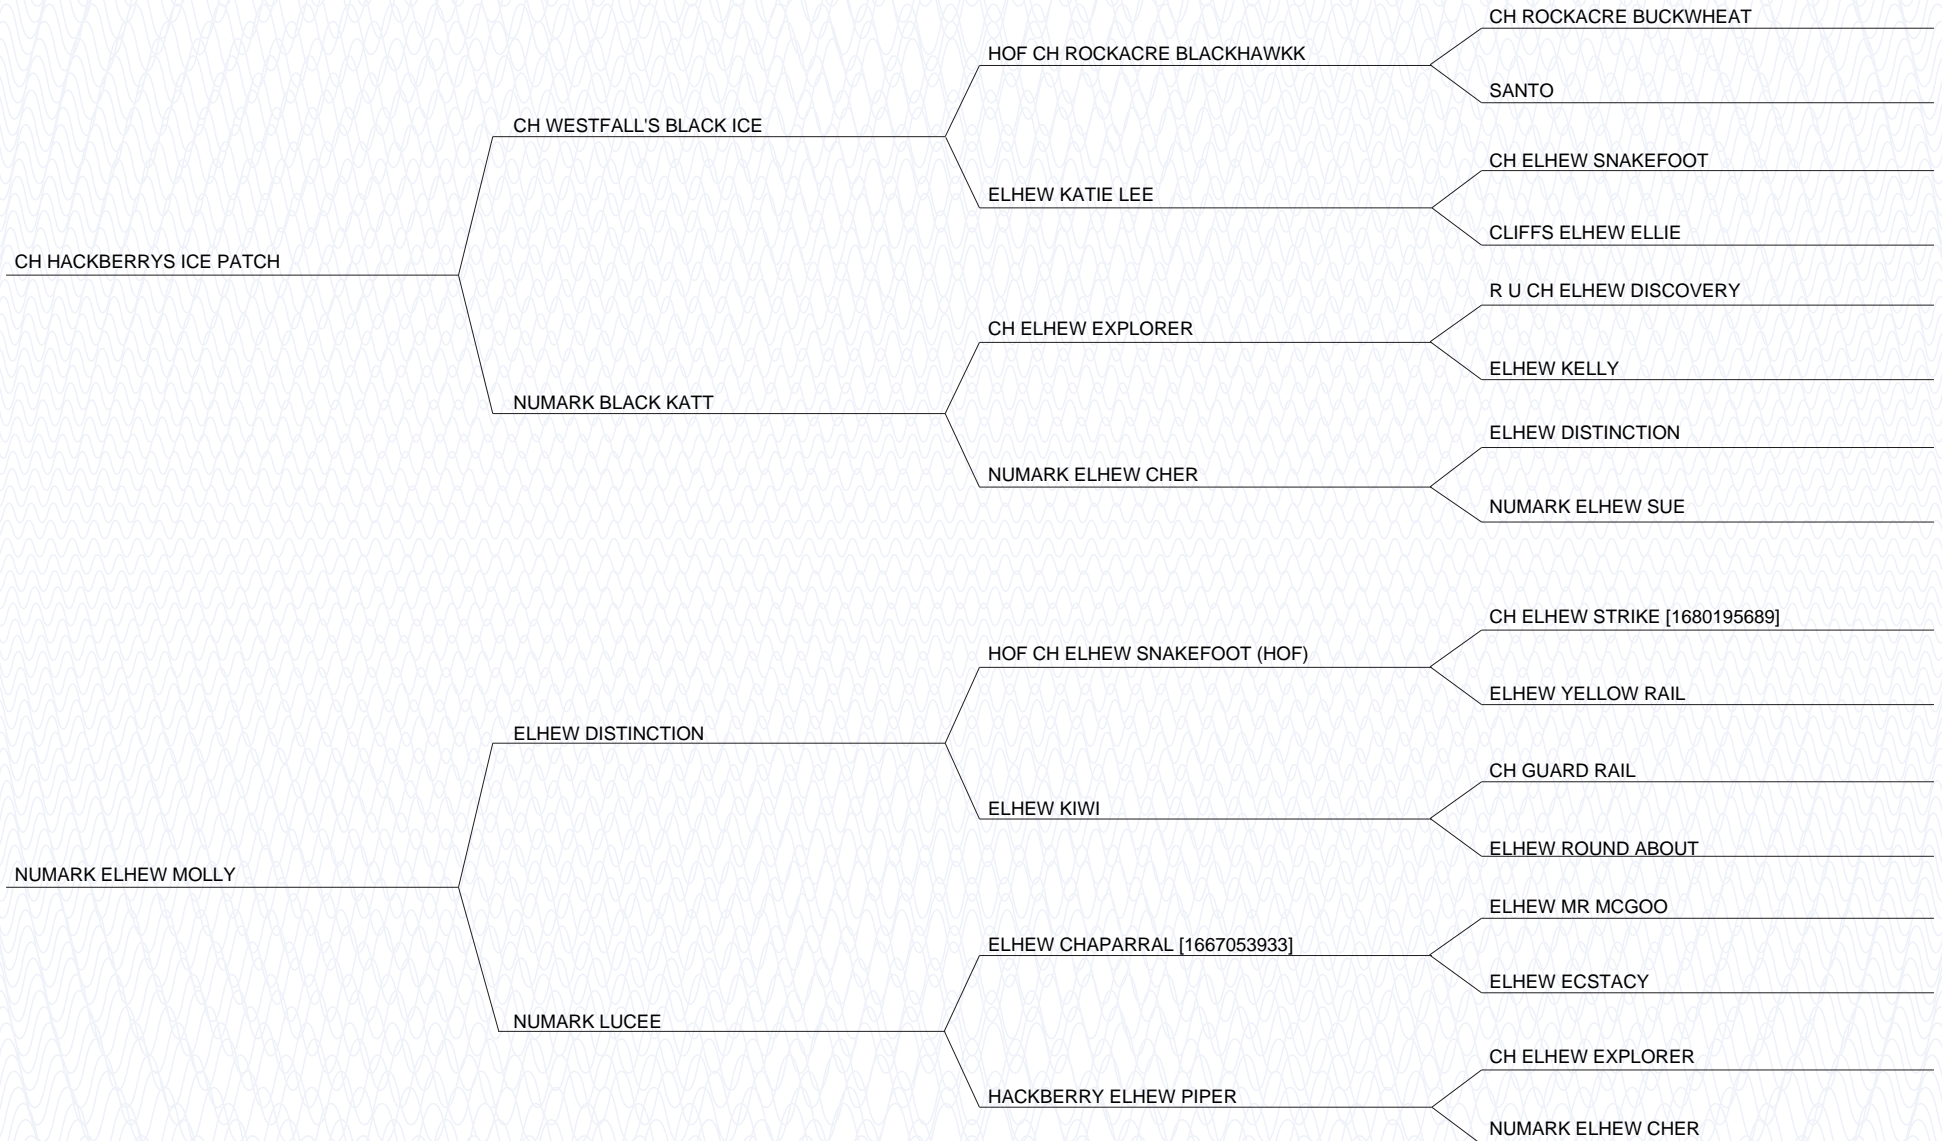 CH ROCKACRE BUCKWHEAT
HOF CH ROCKACRE BLACKHAWKK
SANTO
CH WESTFALL'S BLACK ICE
CH ELHEW SNAKEFOOT
ELHEW KATIE LEE
CLIFFS ELHEW ELLIE
CH HACKBERRYS ICE PATCH
R U CH ELHEW DISCOVERY
CH ELHEW EXPLORER
ELHEW KELLY
NUMARK BLACK KATT
ELHEW DISTINCTION
NUMARK ELHEW CHER
NUMARK ELHEW SUE
CH ELHEW STRIKE [1680195689]
HOF CH ELHEW SNAKEFOOT (HOF)
ELHEW YELLOW RAIL
ELHEW DISTINCTION
CH GUARD RAIL
ELHEW KIWI
ELHEW ROUND ABOUT
NUMARK ELHEW MOLLY
ELHEW MR MCGOO
ELHEW CHAPARRAL [1667053933]
ELHEW ECSTACY
NUMARK LUCEE
CH ELHEW EXPLORER
HACKBERRY ELHEW PIPER
NUMARK ELHEW CHER